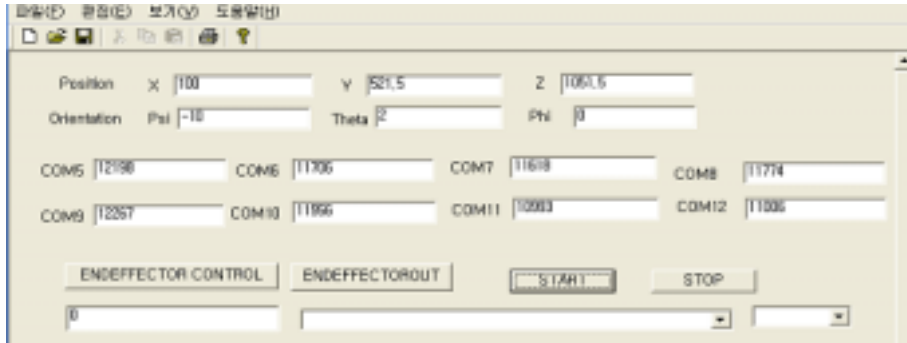 파일(F) 편집(E) 보기(V) 도움말(H)
Position X 100 Y 521,5 Z 1051,5
Orientation Psi -10 Theta 2 Phi 0
COM5 12198 COM6 11706 COM7 11618 COM8 11774
COM9 12267 COM10 11956 COM11 10983 COM12 11006
ENDEFFECTOR CONTROL ENDEFFECTOROUT START STOP
0